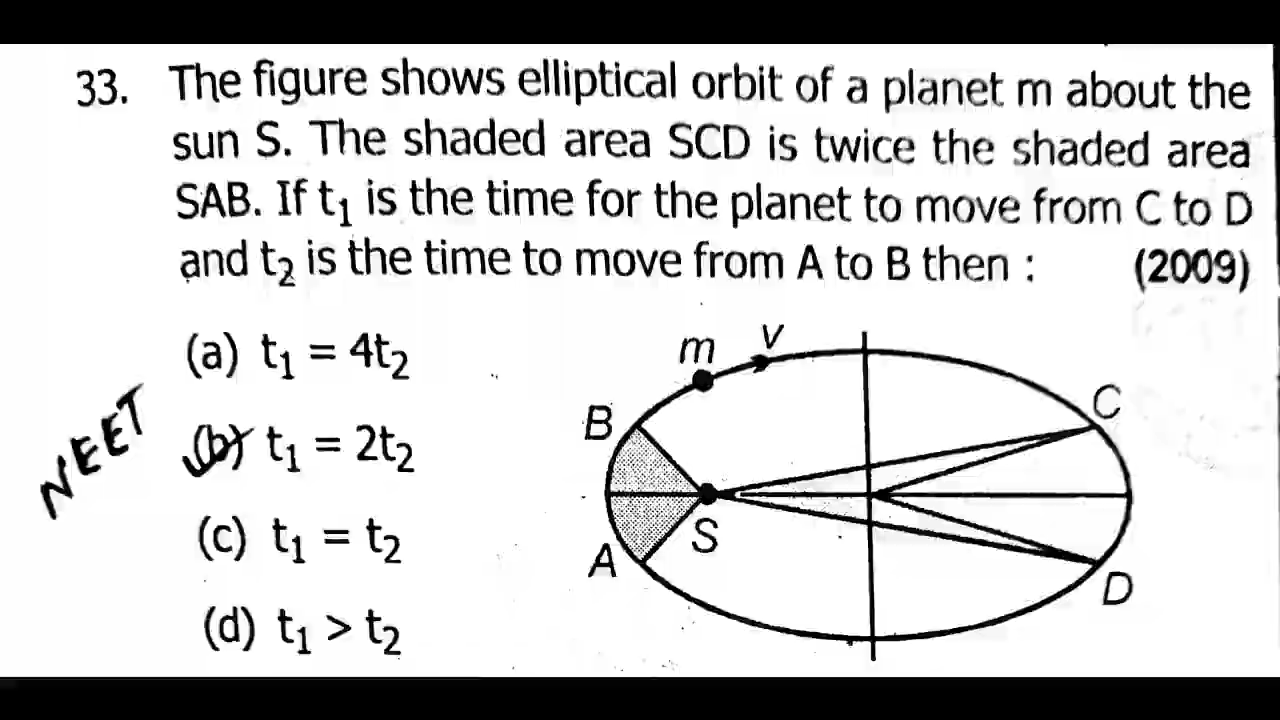 33. The figure shows elliptical orbit of a planet m about the
sun S. The shaded area SCD is twice the shaded area
SAB. If t₁ is the time for the planet to move from C to D
and t₂ is the time to move from A to B then : (2009)
(a) t₁ = 4t₂
(b) t₁ = 2t₂
(c) t₁ = t₂
(d) t₁ > t₂
NEET
m
v
B
C
S
A
D